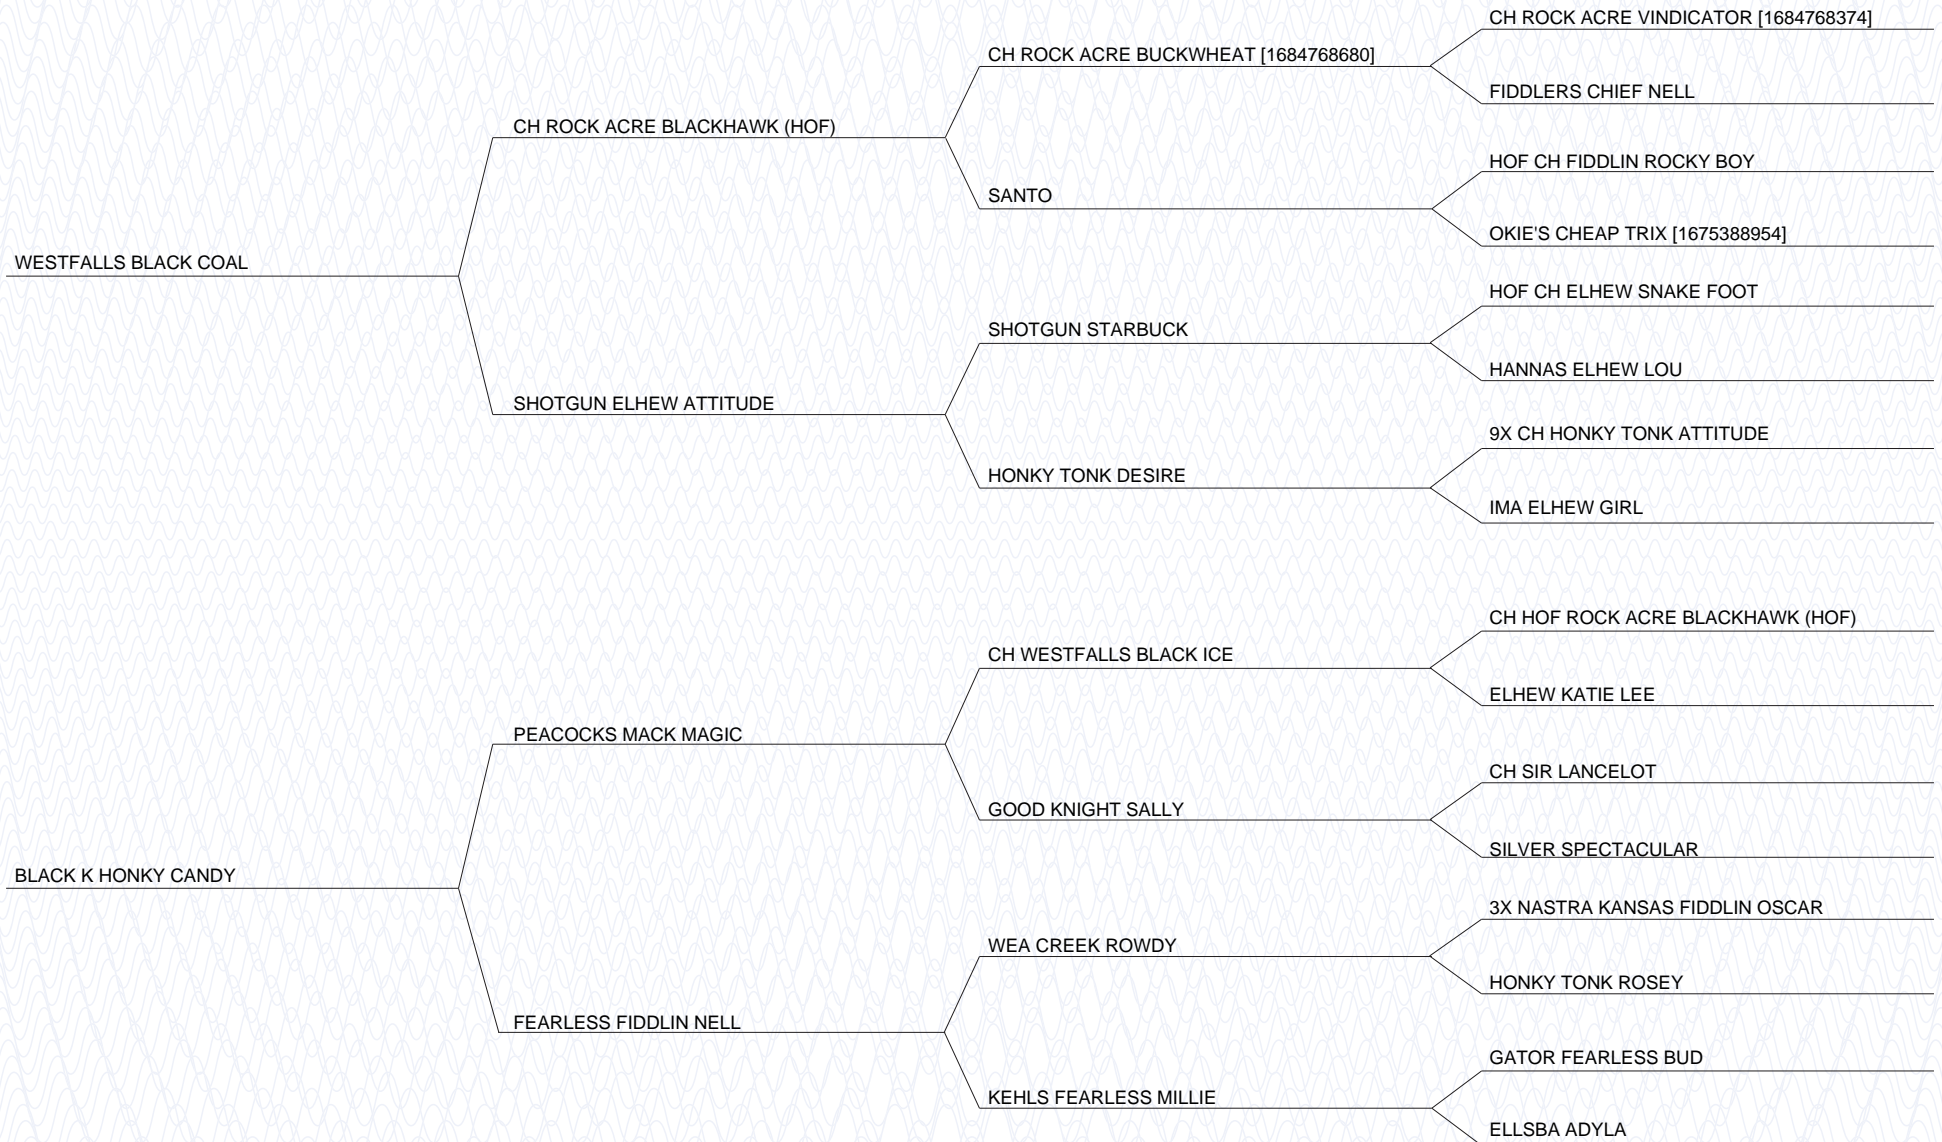 CH ROCK ACRE VINDICATOR [1684768374]
CH ROCK ACRE BUCKWHEAT [1684768680]
FIDDLERS CHIEF NELL
CH ROCK ACRE BLACKHAWK (HOF)
HOF CH FIDDLIN ROCKY BOY
SANTO
OKIE'S CHEAP TRIX [1675388954]
WESTFALLS BLACK COAL
HOF CH ELHEW SNAKE FOOT
SHOTGUN STARBUCK
HANNAS ELHEW LOU
SHOTGUN ELHEW ATTITUDE
9X CH HONKY TONK ATTITUDE
HONKY TONK DESIRE
IMA ELHEW GIRL
CH HOF ROCK ACRE BLACKHAWK (HOF)
CH WESTFALLS BLACK ICE
ELHEW KATIE LEE
PEACOCKS MACK MAGIC
CH SIR LANCELOT
GOOD KNIGHT SALLY
SILVER SPECTACULAR
BLACK K HONKY CANDY
3X NASTRA KANSAS FIDDLIN OSCAR
WEA CREEK ROWDY
HONKY TONK ROSEY
FEARLESS FIDDLIN NELL
GATOR FEARLESS BUD
KEHLS FEARLESS MILLIE
ELLSBA ADYLA